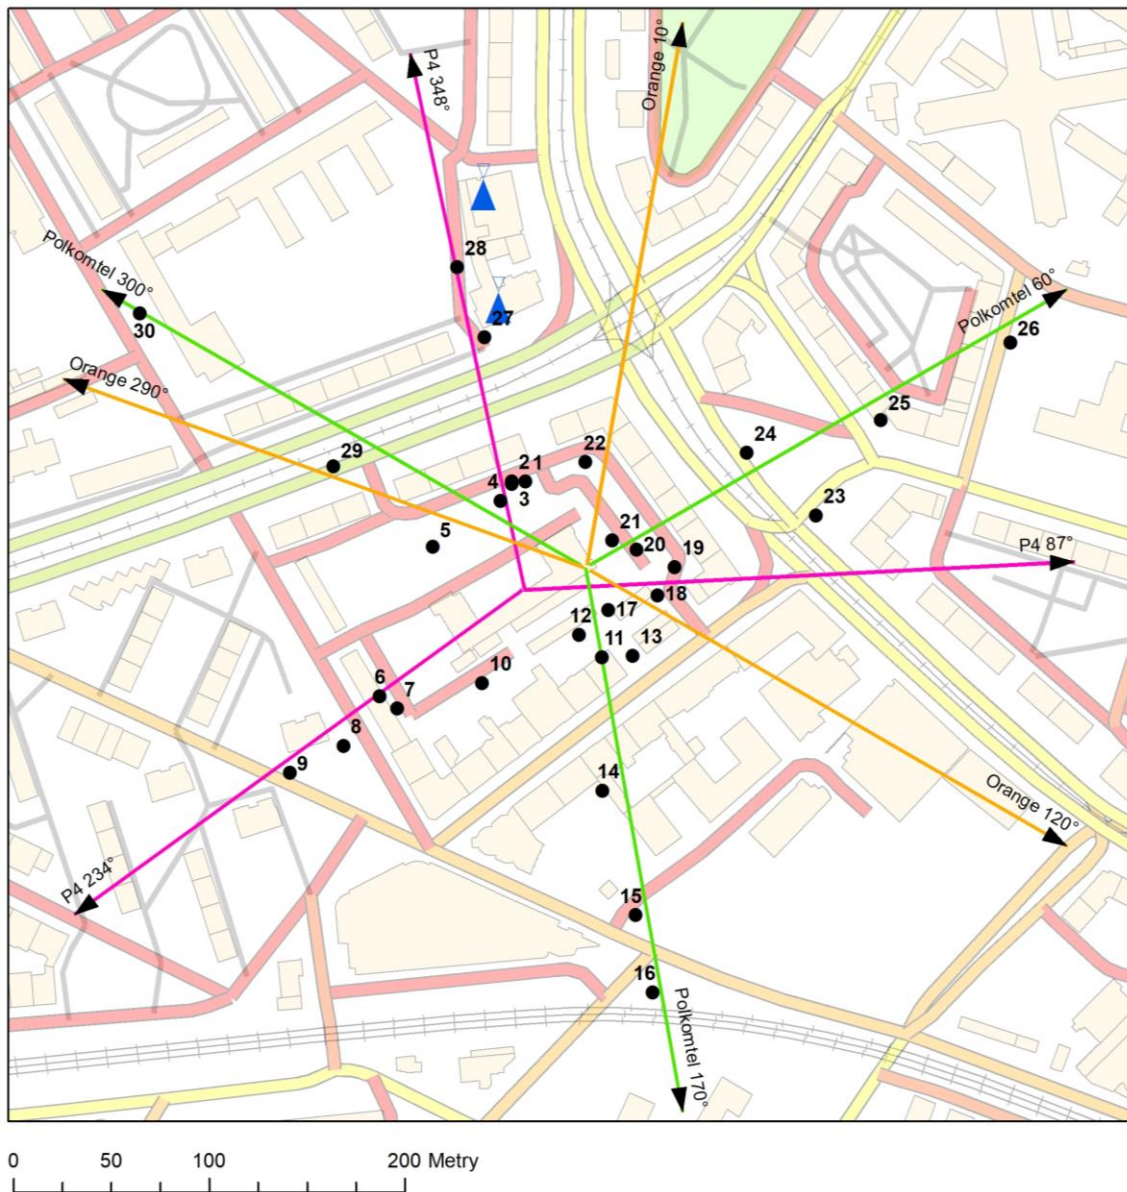 P4 348°
Orange 10°
28
Polkomtel 300°
Polkomtel 60°
30
27
26
Orange 290°
25
22
24
29
21
4
3
23
5
21
20
19
P4 87°
18
17
12
11
13
10
6
7
8
9
14
Orange 120°
P4 234°
15
16
Polkomtel 170°
0 50 100 200 Metry